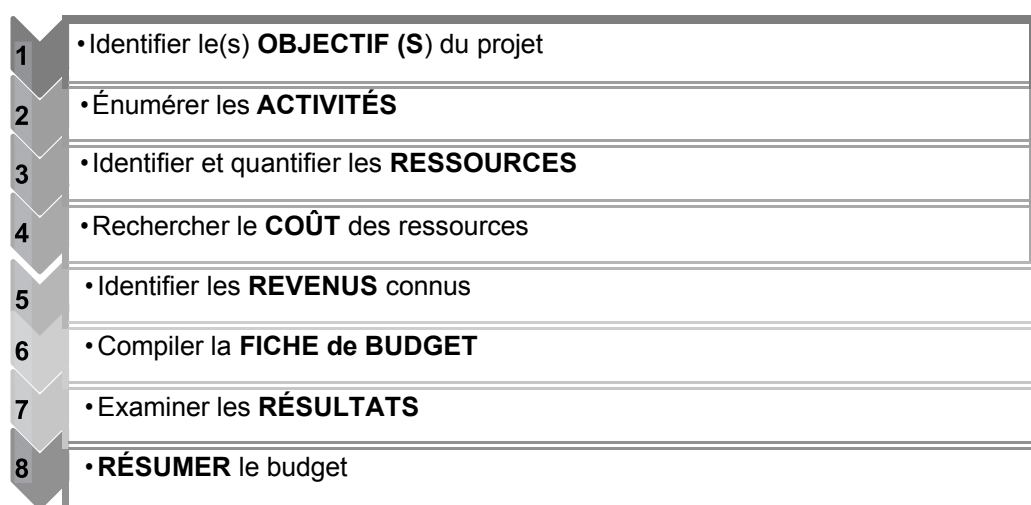 1 •Identifier le(s) OBJECTIF (S) du projet
2 •Énumérer les ACTIVITÉS
3 •Identifier et quantifier les RESSOURCES
4 •Rechercher le COÛT des ressources
5 •Identifier les REVENUS connus
6 •Compiler la FICHE de BUDGET
7 •Examiner les RÉSULTATS
8 •RÉSUMER le budget